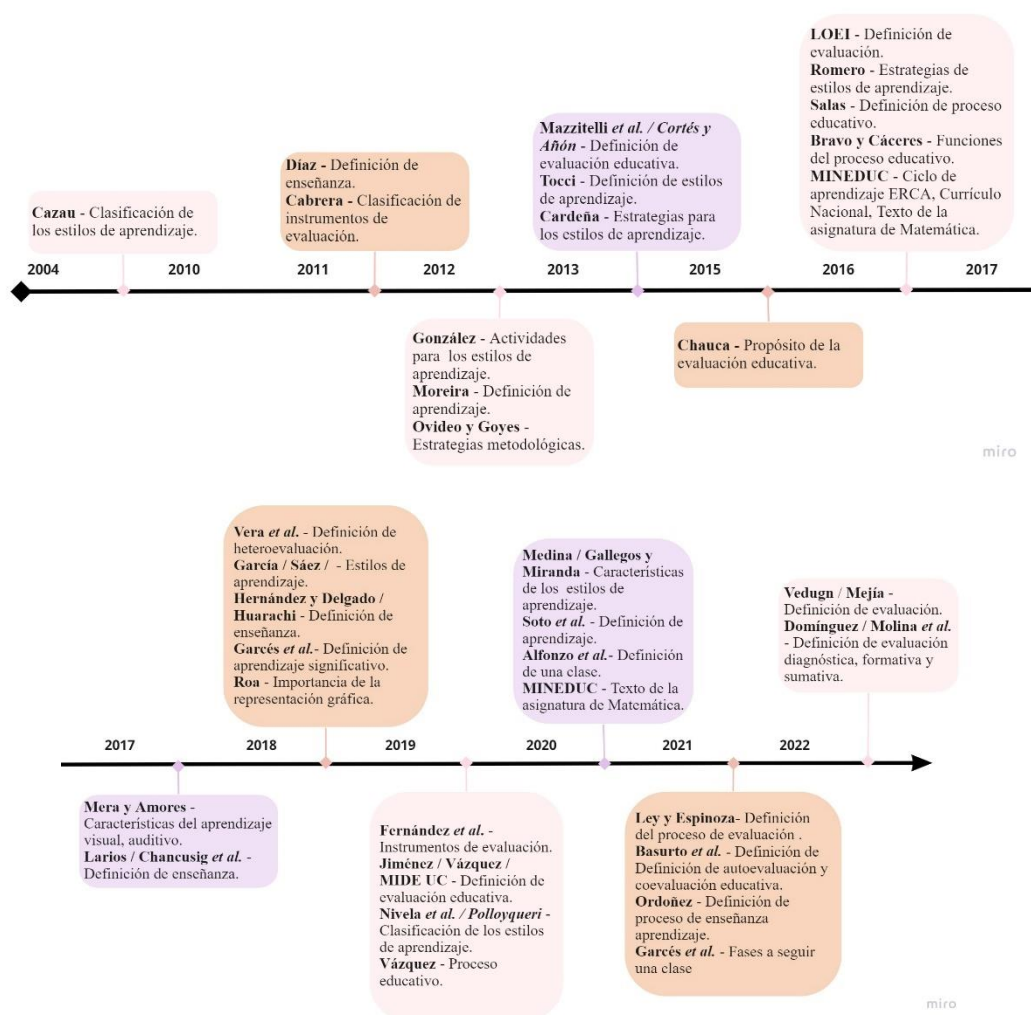 LOEI - Definición de
evaluación.
Romero - Estrategias de
estilos de aprendizaje.
Salas - Definición de proceso
educativo.
Bravo y Cáceres - Funciones
del proceso educativo.
MINEDUC - Ciclo de
aprendizaje ERCA, Currículo
Nacional, Texto de la
asignatura de Matemática.
Mazzitelli et al. / Cortés y
Añón - Definición de
evaluación educativa.
Tocci - Definición de estilos
de aprendizaje.
Cardeña - Estrategias para
los estilos de aprendizaje.
Díaz - Definición de
enseñanza.
Cabrera - Clasificación de
instrumentos de
evaluación.
Cazau - Clasificación de
los estilos de aprendizaje.
2004 2010 2011 2012 2013 2015 2016 2017
González - Actividades
para los estilos de
aprendizaje.
Moreira - Definición de
aprendizaje.
Ovideo y Goyes -
Estrategias metodológicas.
Chauca - Propósito de la
evaluación educativa.
miro
Vera et al. - Definición de
heteroevaluación.
García / Sáez / - Estilos de
aprendizaje.
Hernández y Delgado /
Huarachi - Definición de
enseñanza.
Garcés et al.- Definición de
aprendizaje significativo.
Roa - Importancia de la
representación gráfica.
Medina / Gallegos y
Miranda - Características
de los estilos de
aprendizaje.
Soto et al. - Definición de
aprendizaje.
Alfonzo et al.- Definición
de una clase.
MINEDUC - Texto de la
asignatura de Matemática.
Vedugn / Mejía -
Definición de evaluación.
Domínguez / Molina et al.
- Definición de evaluación
diagnóstica, formativa y
sumativa.
2017 2018 2019 2020 2021 2022
Mera y Amores -
Características del aprendizaje
visual, auditivo.
Larios / Chancusig et al. -
Definición de enseñanza.
Fernández et al. -
Instrumentos de evaluación.
Jiménez / Vázquez /
MIDE UC - Definición de
evaluación educativa.
Nivela et al. / Polloyqueri -
Clasificación de los estilos
de aprendizaje.
Vázquez - Proceso
educativo.
Ley y Espinoza- Definición
del proceso de evaluación .
Basurto et al. - Definición de
Definición de autoevaluación y
coevaluación educativa.
Ordoñez - Definición de
proceso de enseñanza
aprendizaje.
Garcés et al. - Fases a seguir
una clase
miro